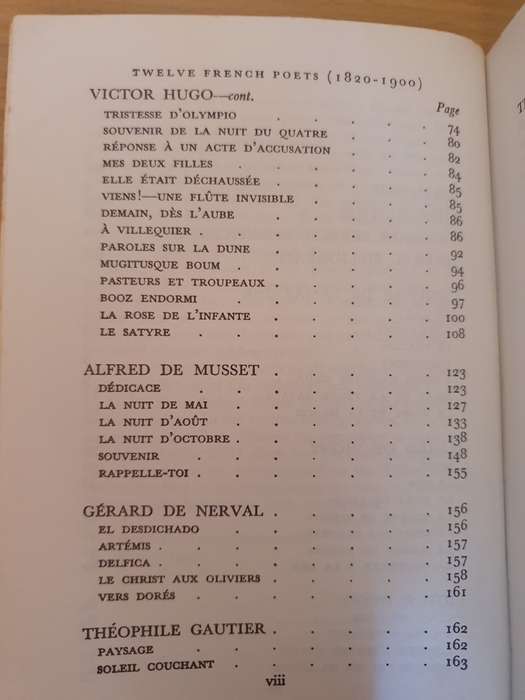 TWELVE FRENCH POETS (1820-1900)
VICTOR HUGO—cont. Page
TRISTESSE D'OLYMPIO . . . . . 74
SOUVENIR DE LA NUIT DU QUATRE . . . 80
RÉPONSE À UN ACTE D'ACCUSATION . . . 82
MES DEUX FILLES . . . . . . 84
ELLE ÉTAIT DÉCHAUSSÉE . . . . . 85
VIENS!—UNE FLÛTE INVISIBLE . . . . 85
DEMAIN, DÈS L'AUBE . . . . . 86
À VILLEQUIER . . . . . . . 86
PAROLES SUR LA DUNE . . . . . 92
MUGITUSQUE BOUM . . . . . . 94
PASTEURS ET TROUPEAUX . . . . . 96
BOOZ ENDORMI . . . . . . 97
LA ROSE DE L'INFANTE . . . . . 100
LE SATYRE . . . . . . . 108
ALFRED DE MUSSET . . . . . 123
DÉDICACE . . . . . . . 123
LA NUIT DE MAI . . . . . . 127
LA NUIT D'AOÛT . . . . . . 133
LA NUIT D'OCTOBRE . . . . . . 138
SOUVENIR . . . . . . . 148
RAPPELLE-TOI . . . . . . . 155
GÉRARD DE NERVAL . . . . . 156
EL DESDICHADO . . . . . . 156
ARTÉMIS . . . . . . . . 157
DELFICA . . . . . . . . 157
LE CHRIST AUX OLIVIERS . . . . . 158
VERS DORÉS . . . . . . . 161
THÉOPHILE GAUTIER . . . . . 162
PAYSAGE . . . . . . . . 162
SOLEIL COUCHANT . . . . . . 163
viii